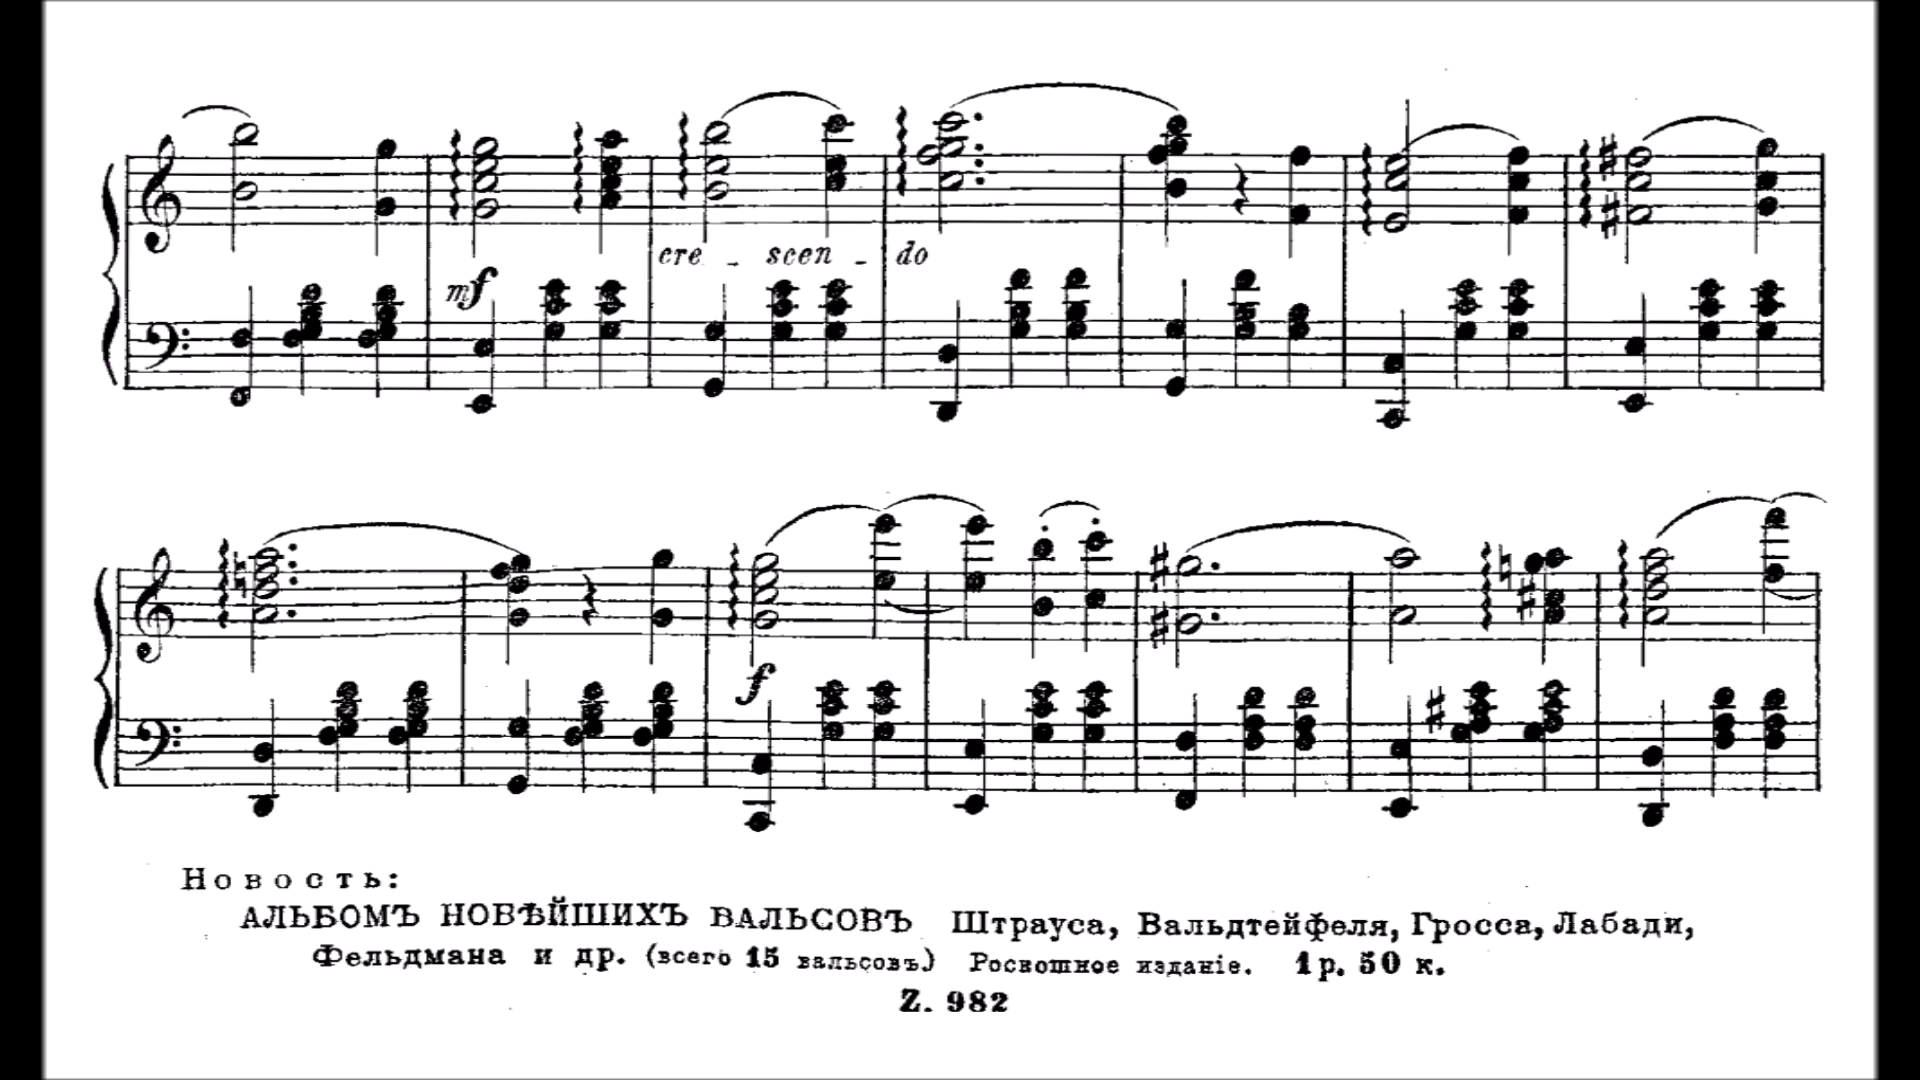 cre - scen - do
mf
f
Новость:
АЛЬБОМЪ НОВѢЙШИХЪ ВАЛЬСОВЪ Штрауса, Вальдтейфеля, Гросса, Лабади,
Фельдмана и др. (всего 15 вальсовъ.) Роскошное изданіе. 1 р. 50 к.
Z. 982